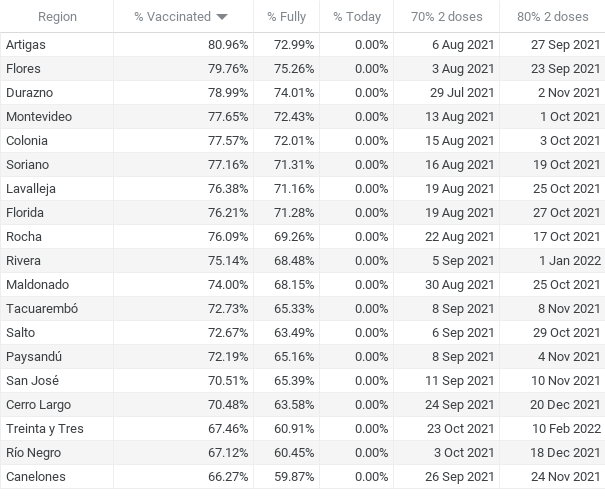 Region % Vaccinated % Fully % Today 70% 2 doses 80% 2 doses
Artigas 80.96% 72.99% 0.00% 6 Aug 2021 27 Sep 2021
Flores 79.76% 75.26% 0.00% 3 Aug 2021 23 Sep 2021
Durazno 78.99% 74.01% 0.00% 29 Jul 2021 2 Nov 2021
Montevideo 77.65% 72.43% 0.00% 13 Aug 2021 1 Oct 2021
Colonia 77.57% 72.01% 0.00% 15 Aug 2021 3 Oct 2021
Soriano 77.16% 71.31% 0.00% 16 Aug 2021 19 Oct 2021
Lavalleja 76.38% 71.16% 0.00% 19 Aug 2021 25 Oct 2021
Florida 76.21% 71.28% 0.00% 19 Aug 2021 27 Oct 2021
Rocha 76.09% 69.26% 0.00% 22 Aug 2021 17 Oct 2021
Rivera 75.14% 68.48% 0.00% 5 Sep 2021 1 Jan 2022
Maldonado 74.00% 68.15% 0.00% 30 Aug 2021 25 Oct 2021
Tacuarembó 72.73% 65.33% 0.00% 8 Sep 2021 8 Nov 2021
Salto 72.67% 63.49% 0.00% 6 Sep 2021 29 Oct 2021
Paysandú 72.19% 65.16% 0.00% 8 Sep 2021 4 Nov 2021
San José 70.51% 65.39% 0.00% 11 Sep 2021 10 Nov 2021
Cerro Largo 70.48% 63.58% 0.00% 24 Sep 2021 20 Dec 2021
Treinta y Tres 67.46% 60.91% 0.00% 23 Oct 2021 10 Feb 2022
Río Negro 67.12% 60.45% 0.00% 3 Oct 2021 18 Dec 2021
Canelones 66.27% 59.87% 0.00% 26 Sep 2021 24 Nov 2021